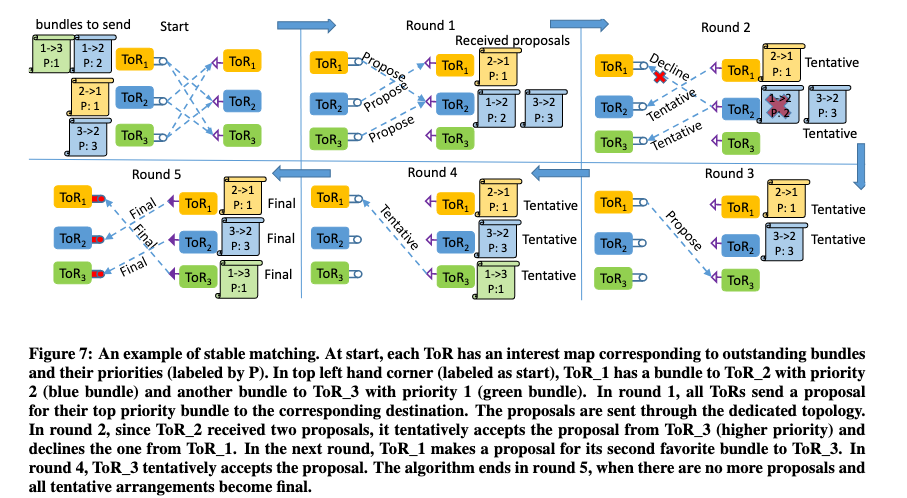 bundles to send
Start
1->3
P:1
1->2
P: 2
2->1
P: 1
3->2
P: 3
ToR1
ToR2
ToR3
ToR1
ToR2
ToR3
Round 1
Received proposals
ToR1
ToR2
ToR3
Propose
Propose
Propose
ToR1
ToR2
ToR3
2->1
P: 1
1->2
P: 2
3->2
P: 3
Round 2
ToR1
ToR2
ToR3
Decline
Tentative
Tentative
ToR1
ToR2
ToR3
2->1
P: 1
Tentative
1->2
P: 2
3->2
P: 3
Tentative
Round 5
ToR1
ToR2
ToR3
Final
Final
Final
ToR1
ToR2
ToR3
2->1
P: 1
Final
3->2
P: 3
Final
1->3
P:1
Final
Round 4
ToR1
ToR2
ToR3
Tentative
ToR1
ToR2
ToR3
2->1
P: 1
Tentative
3->2
P: 3
Tentative
1->3
P:1
Tentative
Round 3
ToR1
ToR2
ToR3
Propose
ToR1
ToR2
ToR3
2->1
P: 1
Tentative
3->2
P: 3
Tentative
Figure 7: An example of stable matching. At start, each ToR has an interest map corresponding to outstanding bundles
and their priorities (labeled by P). In top left hand corner (labeled as start), ToR_1 has a bundle to ToR_2 with priority
2 (blue bundle) and another bundle to ToR_3 with priority 1 (green bundle). In round 1, all ToRs send a proposal
for their top priority bundle to the corresponding destination. The proposals are sent through the dedicated topology.
In round 2, since ToR_2 received two proposals, it tentatively accepts the proposal from ToR_3 (higher priority) and
declines the one from ToR_1. In the next round, ToR_1 makes a proposal for its second favorite bundle to ToR_3. In
round 4, ToR_3 tentatively accepts the proposal. The algorithm ends in round 5, when there are no more proposals and
all tentative arrangements become final.